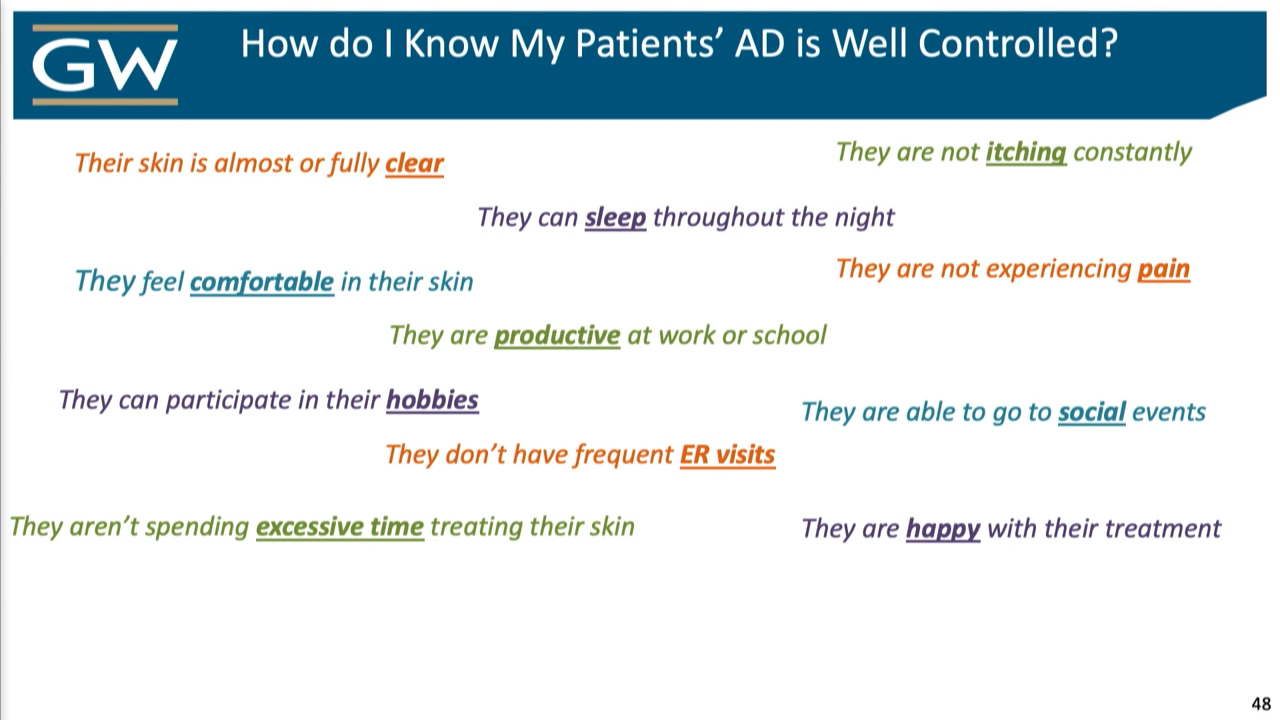 GW
How do I Know My Patients’ AD is Well Controlled?
Their skin is almost or fully clear
They are not itching constantly
They can sleep throughout the night
They feel comfortable in their skin
They are not experiencing pain
They are productive at work or school
They can participate in their hobbies
They are able to go to social events
They don’t have frequent ER visits
They aren’t spending excessive time treating their skin
They are happy with their treatment
48